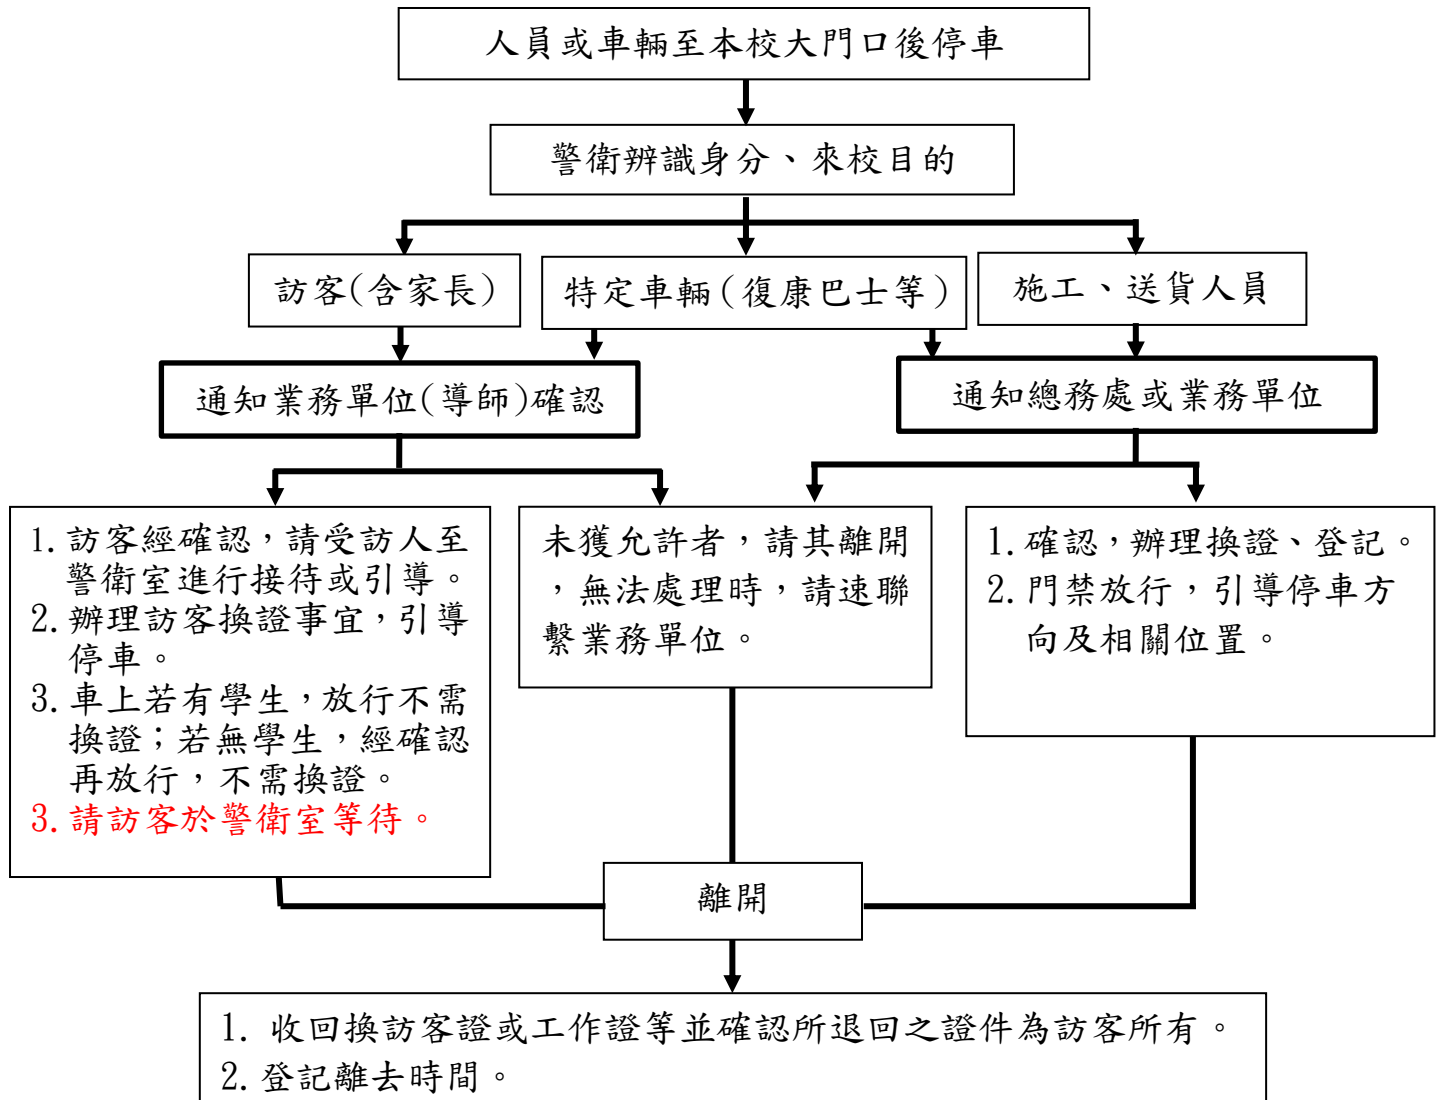 人員或車輛至本校大門口後停車
警衛辨識身分、來校目的
訪客(含家長)
特定車輛(復康巴士等)
施工、送貨人員
通知業務單位(導師)確認
通知總務處或業務單位
1.訪客經確認，請受訪人至
警衛室進行接待或引導。
2.辦理訪客換證事宜，引導
停車。
3.車上若有學生，放行不需
換證；若無學生，經確認
再放行，不需換證。
3.請訪客於警衛室等待。
未獲允許者，請其離開
，無法處理時，請速聯
繫業務單位。
1.確認，辦理換證、登記。
2.門禁放行，引導停車方
向及相關位置。
離開
1. 收回換訪客證或工作證等並確認所退回之證件為訪客所有。
2.登記離去時間。